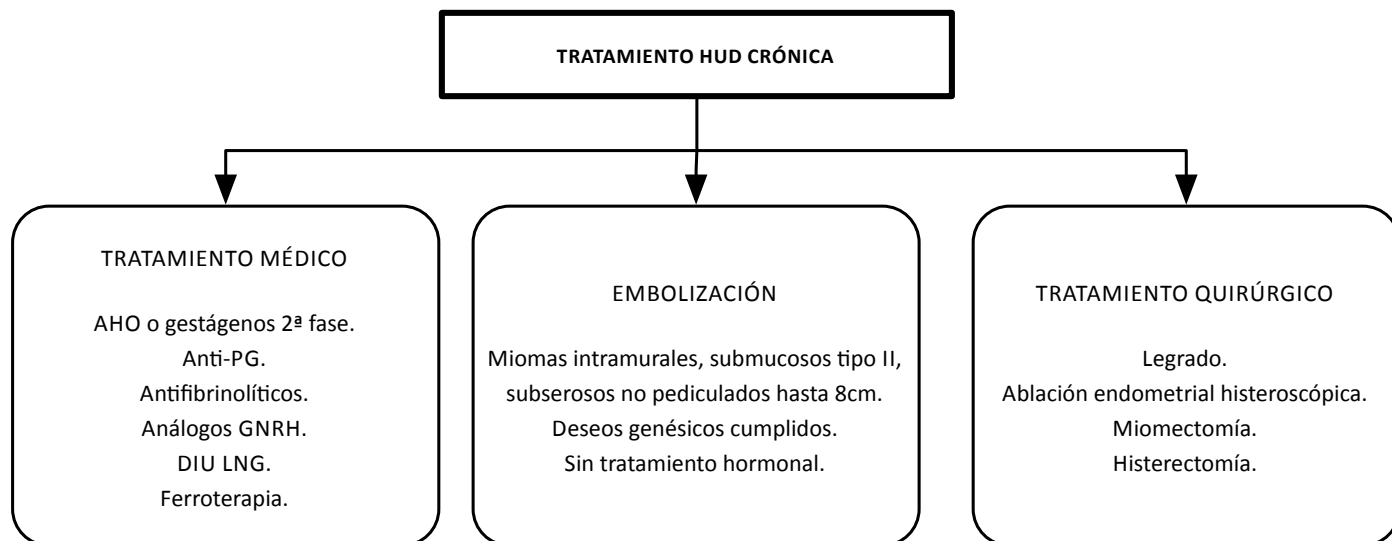 TRATAMIENTO HUD CRÓNICA
TRATAMIENTO MÉDICO
AHO o gestágenos 2ª fase.
Anti-PG.
Antifibrinolíticos.
Análogos GNRH.
DIU LNG.
Ferroterapia.
EMBOLIZACIÓN
Miomas intramurales, submucosos tipo II,
subserosos no pediculados hasta 8cm.
Deseos genésicos cumplidos.
Sin tratamiento hormonal.
TRATAMIENTO QUIRÚRGICO
Legrado.
Ablación endometrial histeroscópica.
Miomectomía.
Histerectomía.